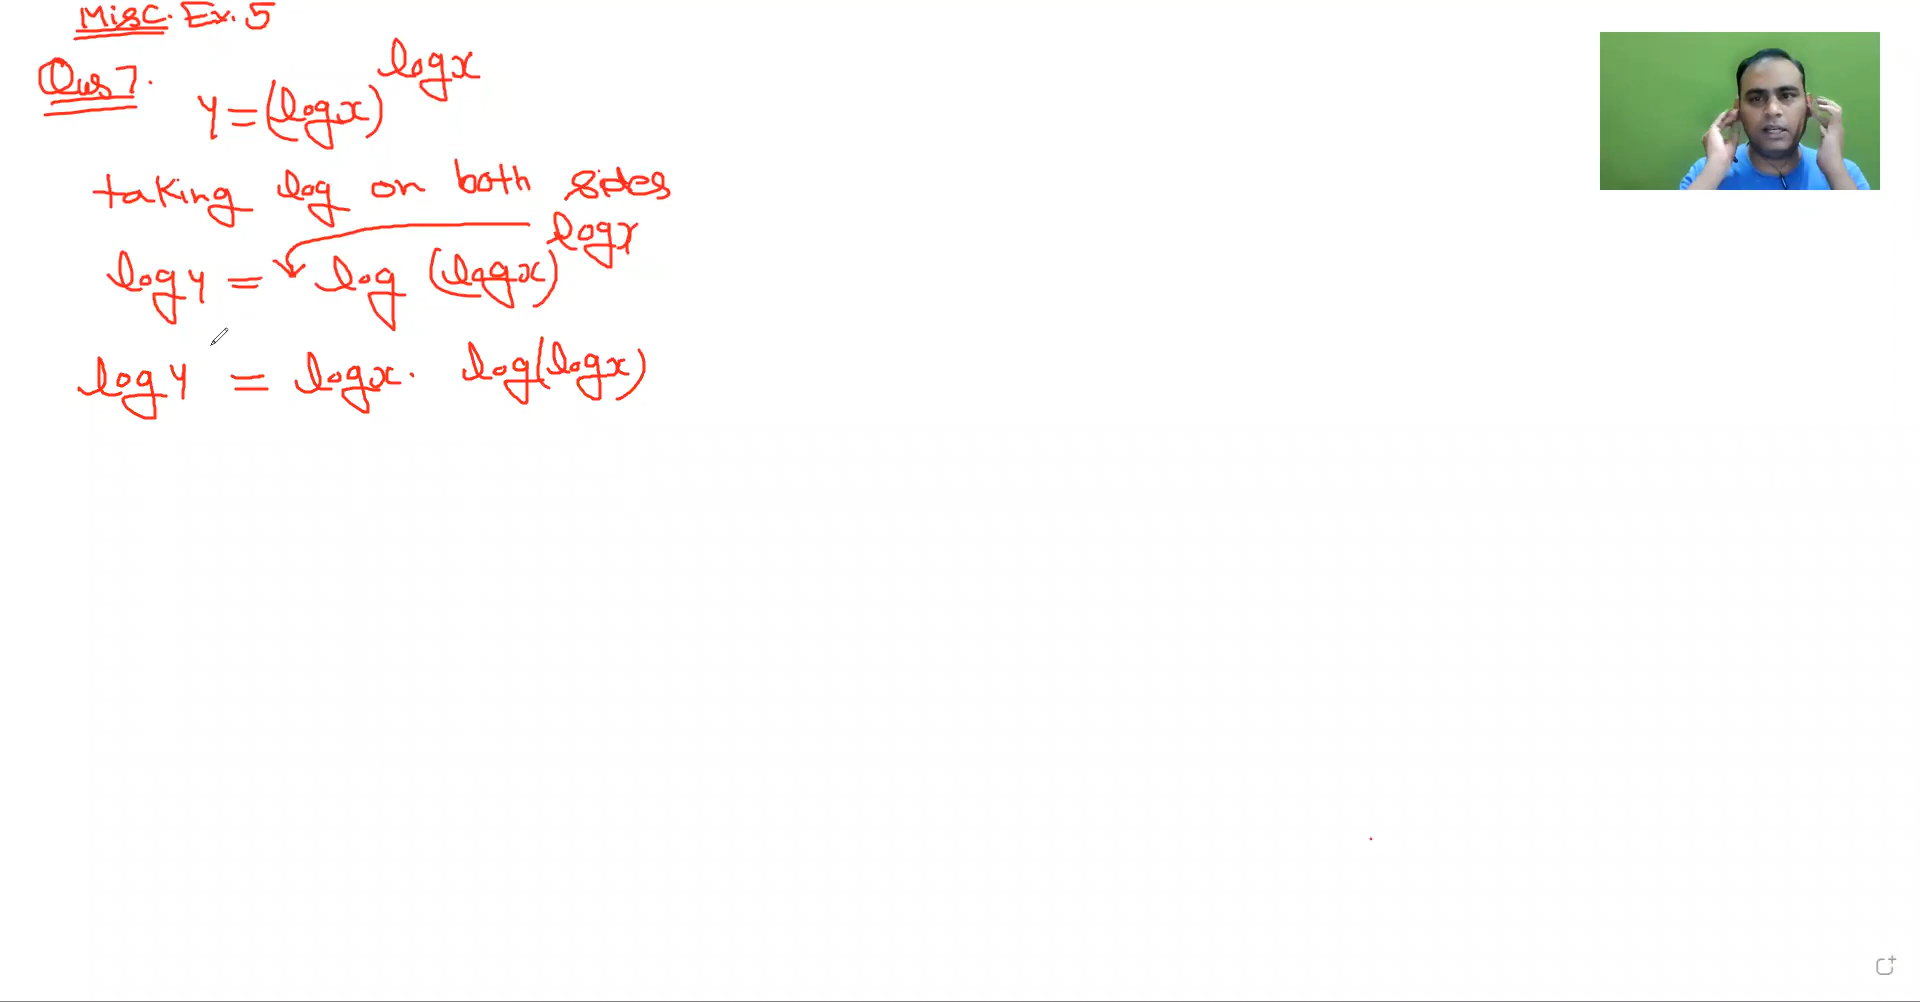 Misc. Ex. 5
Ques 7.
y = (log x)^log x
taking log on both sides
log y = log (log x)^log x
log y = log x . log(log x)